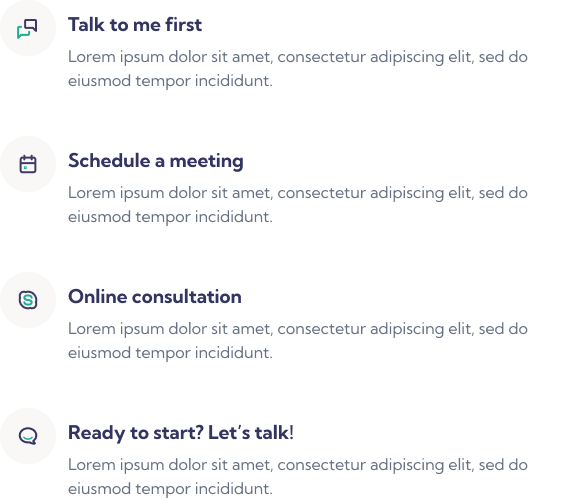 Talk to me first
Lorem ipsum dolor sit amet, consectetur adipiscing elit, sed do
eiusmod tempor incididunt.
Schedule a meeting
Lorem ipsum dolor sit amet, consectetur adipiscing elit, sed do
eiusmod tempor incididunt.
Online consultation
Lorem ipsum dolor sit amet, consectetur adipiscing elit, sed do
eiusmod tempor incididunt.
Ready to start? Let’s talk!
Lorem ipsum dolor sit amet, consectetur adipiscing elit, sed do
eiusmod tempor incididunt.